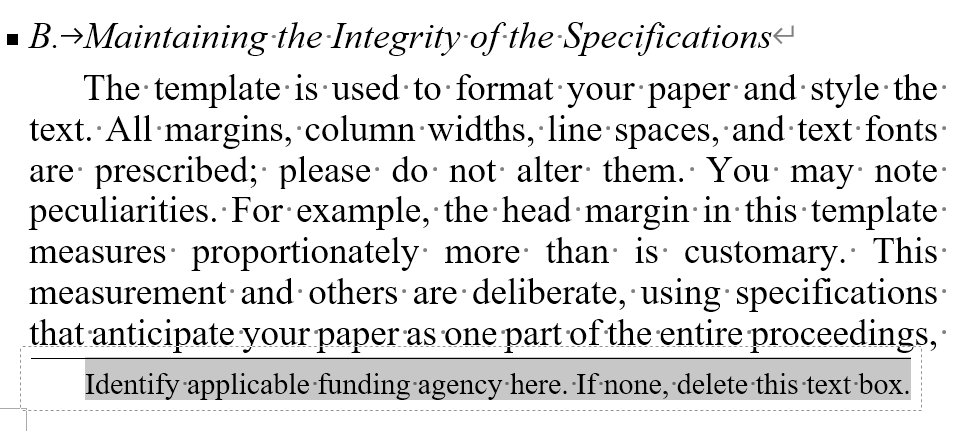 B. Maintaining the Integrity of the Specifications
The template is used to format your paper and style the
text. All margins, column widths, line spaces, and text fonts
are prescribed; please do not alter them. You may note
peculiarities. For example, the head margin in this template
measures proportionately more than is customary. This
measurement and others are deliberate, using specifications
that anticipate your paper as one part of the entire proceedings,
Identify applicable funding agency here. If none, delete this text box.